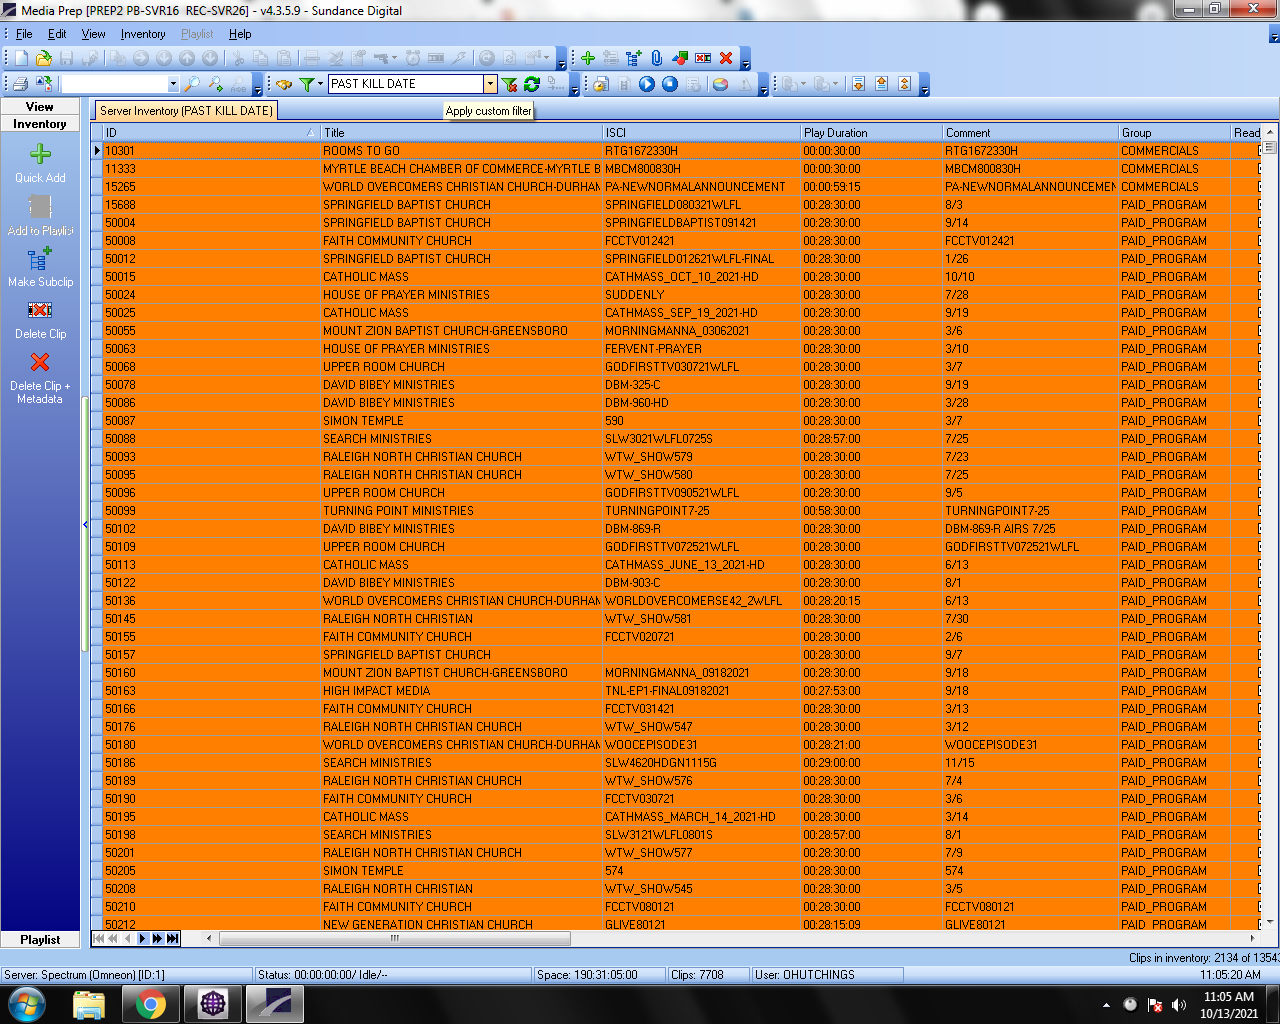 Media Prep [PREP2 PB-SVR16 REC-SVR26] - v4.3.5.9 - Sundance Digital
File Edit View Inventory Playlist Help
PAST KILL DATE
View
Inventory
Server Inventory (PAST KILL DATE)
Apply custom filter
ID Title ISCI Play Duration Comment Group Read
10301 ROOMS TO GO RTG1672330H 00:00:30:00 RTG1672330H COMMERCIALS
11333 MYRTLE BEACH CHAMBER OF COMMERCE-MYRTLE B MBCM800830H 00:00:30:00 MBCM800830H COMMERCIALS
15265 WORLD OVERCOMERS CHRISTIAN CHURCH-DURHAM PA-NEWNORMALANNOUNCEMENT 00:00:59:15 PA-NEWNORMALANNOUNCEMEN COMMERCIALS
15688 SPRINGFIELD BAPTIST CHURCH SPRINGFIELD080321WLFL 00:28:30:00 8/3 PAID_PROGRAM
50004 SPRINGFIELD BAPTIST CHURCH SPRINGFIELDBAPTIST091421 00:28:30:00 9/14 PAID_PROGRAM
50008 FAITH COMMUNITY CHURCH FCCTV012421 00:28:30:00 FCCTV012421 PAID_PROGRAM
50012 SPRINGFIELD BAPTIST CHURCH SPRINGFIELD012621WLFL-FINAL 00:28:30:00 1/26 PAID_PROGRAM
50015 CATHOLIC MASS CATHMASS_OCT_10_2021-HD 00:28:30:00 10/10 PAID_PROGRAM
50024 HOUSE OF PRAYER MINISTRIES SUDDENLY 00:28:30:00 7/28 PAID_PROGRAM
50025 CATHOLIC MASS CATHMASS_SEP_19_2021-HD 00:28:30:00 9/19 PAID_PROGRAM
50055 MOUNT ZION BAPTIST CHURCH-GREENSBORO MORNINGMANNA_03062021 00:28:30:00 3/6 PAID_PROGRAM
50063 HOUSE OF PRAYER MINISTRIES FERVENT-PRAYER 00:28:30:00 3/10 PAID_PROGRAM
50068 UPPER ROOM CHURCH GODFIRSTTV030721WLFL 00:28:30:00 3/7 PAID_PROGRAM
50078 DAVID BIBEY MINISTRIES DBM-325-C 00:28:30:00 9/19 PAID_PROGRAM
50086 DAVID BIBEY MINISTRIES DBM-960-HD 00:28:30:00 3/28 PAID_PROGRAM
50087 SIMON TEMPLE 590 00:28:30:00 3/7 PAID_PROGRAM
50088 SEARCH MINISTRIES SLW3021WLFL0725S 00:28:57:00 7/25 PAID_PROGRAM
50093 RALEIGH NORTH CHRISTIAN CHURCH WTW_SHOW579 00:28:30:00 7/23 PAID_PROGRAM
50095 RALEIGH NORTH CHRISTIAN CHURCH WTW_SHOW580 00:28:30:00 7/25 PAID_PROGRAM
50096 UPPER ROOM CHURCH GODFIRSTTV090521WLFL 00:28:30:00 9/5 PAID_PROGRAM
50099 TURNING POINT MINISTRIES TURNINGPOINT7-25 00:58:30:00 TURNINGPOINT7-25 PAID_PROGRAM
50102 DAVID BIBEY MINISTRIES DBM-869-R 00:28:30:00 DBM-869-R AIRS 7/25 PAID_PROGRAM
50109 UPPER ROOM CHURCH GODFIRSTTV072521WLFL 00:28:30:00 GODFIRSTTV072521WLFL PAID_PROGRAM
50113 CATHOLIC MASS CATHMASS_JUNE_13_2021-HD 00:28:30:00 6/13 PAID_PROGRAM
50122 DAVID BIBEY MINISTRIES DBM-903-C 00:28:30:00 8/1 PAID_PROGRAM
50136 WORLD OVERCOMERS CHRISTIAN CHURCH-DURHAM WORLDOVERCOMERSE42_2WLFL 00:28:20:15 6/13 PAID_PROGRAM
50145 RALEIGH NORTH CHRISTIAN WTW_SHOW581 00:28:30:00 7/30 PAID_PROGRAM
50155 FAITH COMMUNITY CHURCH FCCTV020721 00:28:30:00 2/6 PAID_PROGRAM
50157 SPRINGFIELD BAPTIST CHURCH 00:28:30:00 9/7 PAID_PROGRAM
50160 MOUNT ZION BAPTIST CHURCH-GREENSBORO MORNINGMANNA_09182021 00:28:30:00 9/18 PAID_PROGRAM
50163 HIGH IMPACT MEDIA TNL-EP1-FINAL09182021 00:27:53:00 9/18 PAID_PROGRAM
50166 FAITH COMMUNITY CHURCH FCCTV031421 00:28:30:00 3/13 PAID_PROGRAM
50176 RALEIGH NORTH CHRISTIAN CHURCH WTW_SHOW547 00:28:30:00 3/12 PAID_PROGRAM
50180 WORLD OVERCOMERS CHRISTIAN CHURCH-DURHAM WOOCEPISODE31 00:28:21:00 WOOCEPISODE31 PAID_PROGRAM
50186 SEARCH MINISTRIES SLW4620HDGN1115G 00:29:00:00 11/15 PAID_PROGRAM
50189 RALEIGH NORTH CHRISTIAN CHURCH WTW_SHOW576 00:28:30:00 7/4 PAID_PROGRAM
50190 FAITH COMMUNITY CHURCH FCCTV030721 00:28:30:00 3/6 PAID_PROGRAM
50195 CATHOLIC MASS CATHMASS_MARCH_14_2021-HD 00:28:30:00 3/14 PAID_PROGRAM
50198 SEARCH MINISTRIES SLW3121WLFL0801S 00:28:57:00 8/1 PAID_PROGRAM
50201 RALEIGH NORTH CHRISTIAN CHURCH WTW_SHOW577 00:28:30:00 7/9 PAID_PROGRAM
50205 SIMON TEMPLE 574 00:28:30:00 574 PAID_PROGRAM
50208 RALEIGH NORTH CHRISTIAN WTW_SHOW545 00:28:30:00 3/5 PAID_PROGRAM
50210 FAITH COMMUNITY CHURCH FCCTV080121 00:28:30:00 FCCTV080121 PAID_PROGRAM
50212 NEW GENERATION CHRISTIAN CHURCH GLIVE80121 00:28:15:09 GLIVE80121 PAID_PROGRAM
Quick Add
Add to Playlist
Make Subclip
Delete Clip
Delete Clip +
Metadata
Playlist
Clips in inventory: 2134 of 13543
Server: Spectrum (Omneon) [ID:1] Status: 00:00:00:00/ Idle/-- Space: 190:31:05:00 Clips: 7708 User: OHUTCHINGS 11:05:20 AM
11:05 AM
10/13/2021